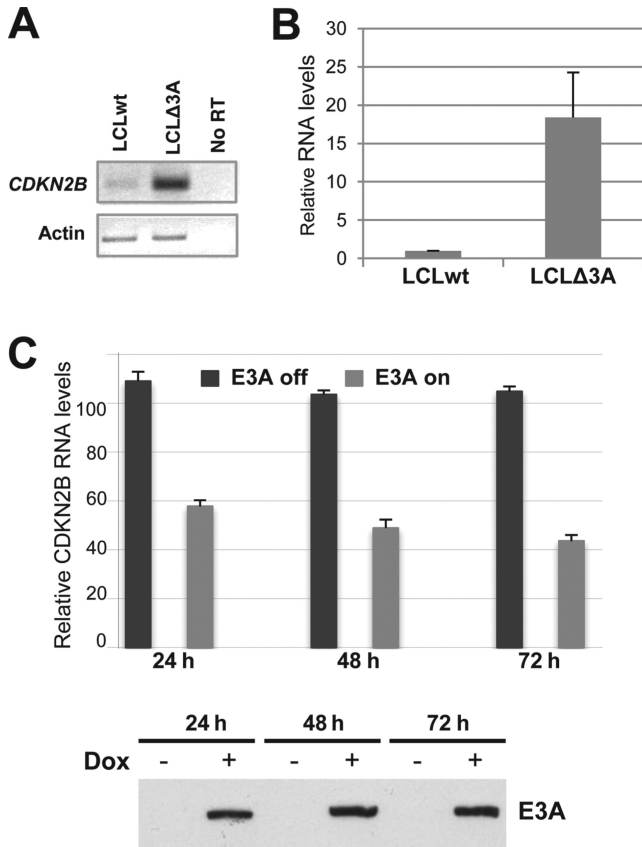 A
LCLwt
LCLΔ3A
No RT
CDKN2B
Actin
B
Relative RNA levels
30
25
20
15
10
5
0
LCLwt
LCLΔ3A
C
E3A off
E3A on
Relative CDKN2B RNA levels
100
80
60
40
20
0
24 h
48 h
72 h
24 h
48 h
72 h
Dox
- + - + - +
E3A